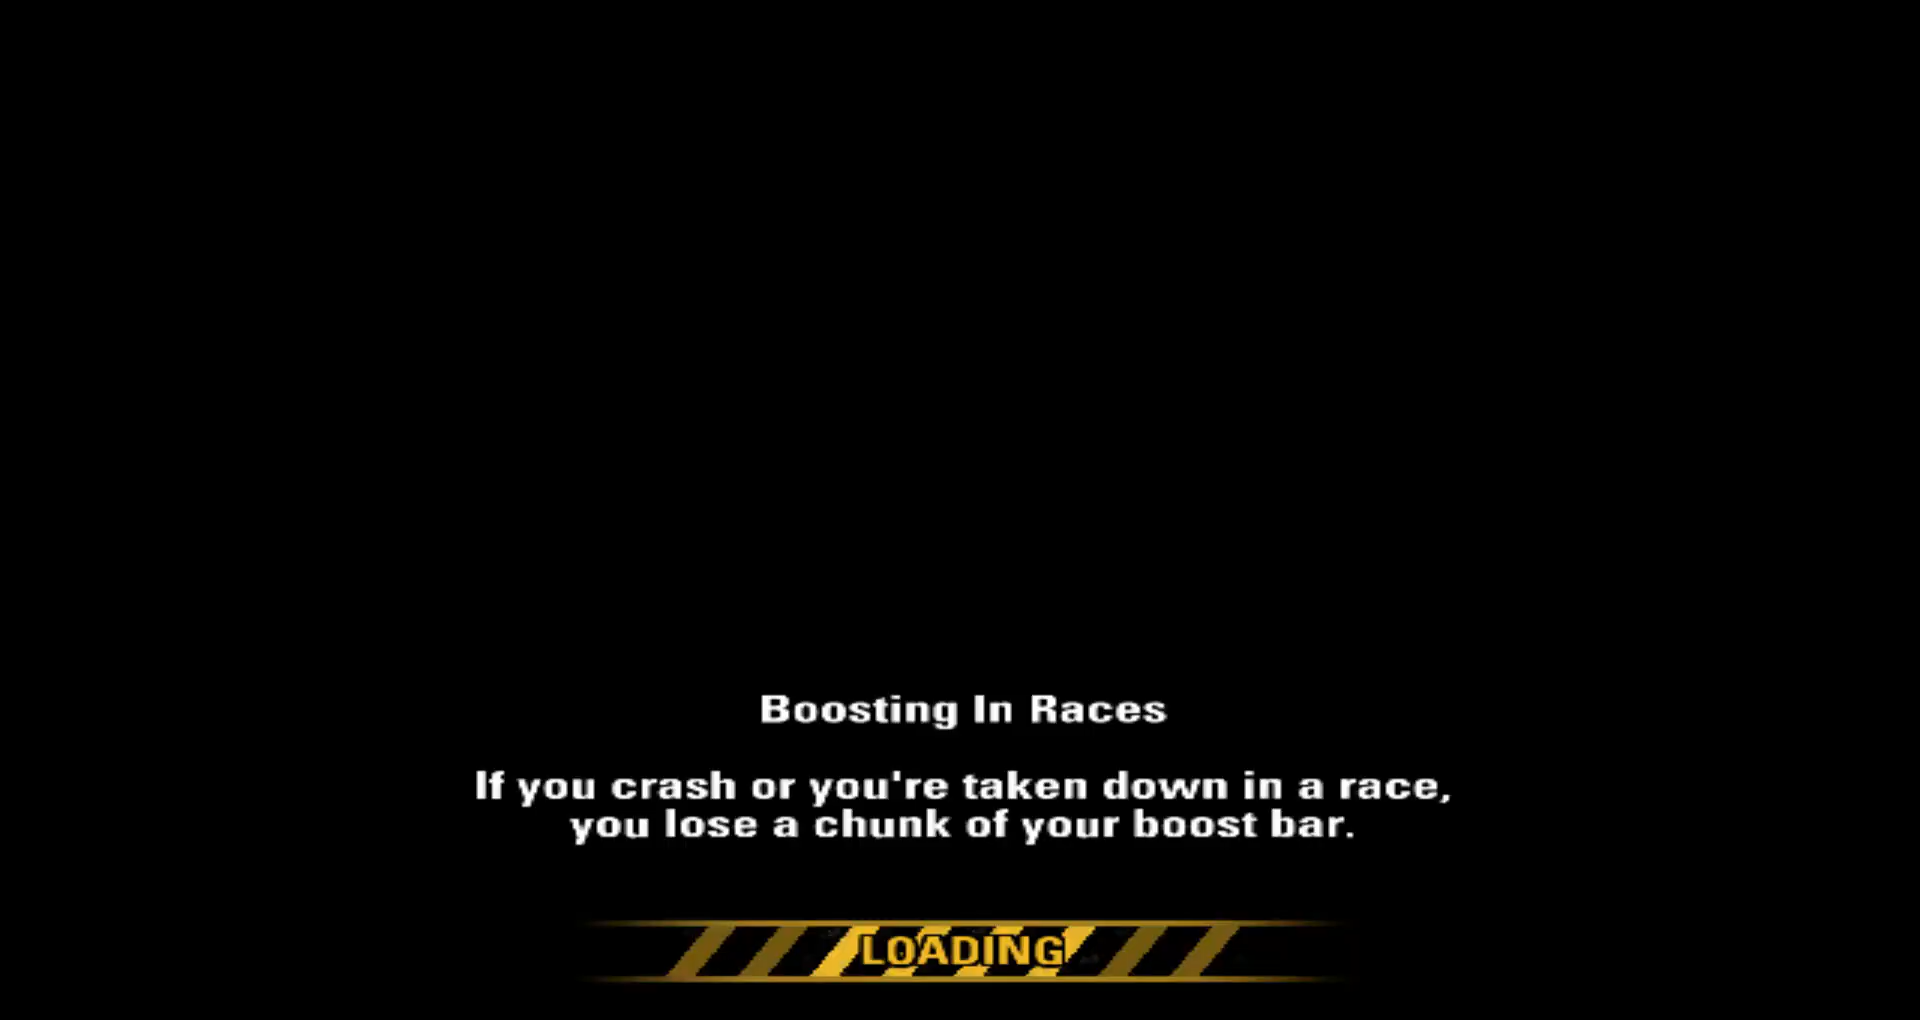 Boosting In Races
If you crash or you're taken down in a race,
you lose a chunk of your boost bar.
LOADING